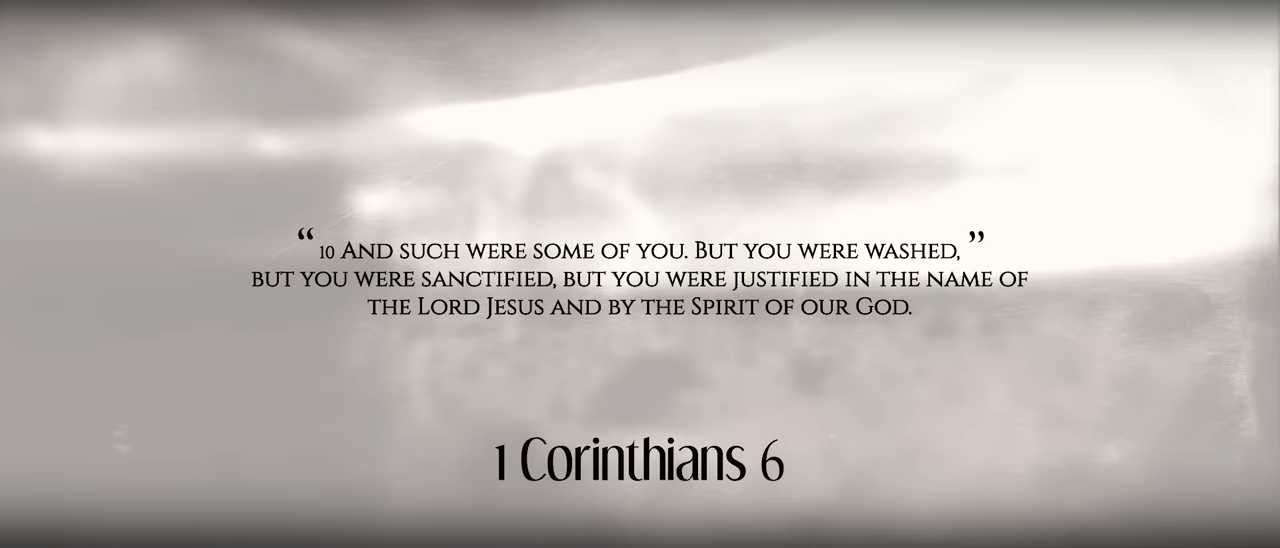 “ 10 And such were some of you. But you were washed, ”
but you were sanctified, but you were justified in the name of
the Lord Jesus and by the Spirit of our God.
1 Corinthians 6